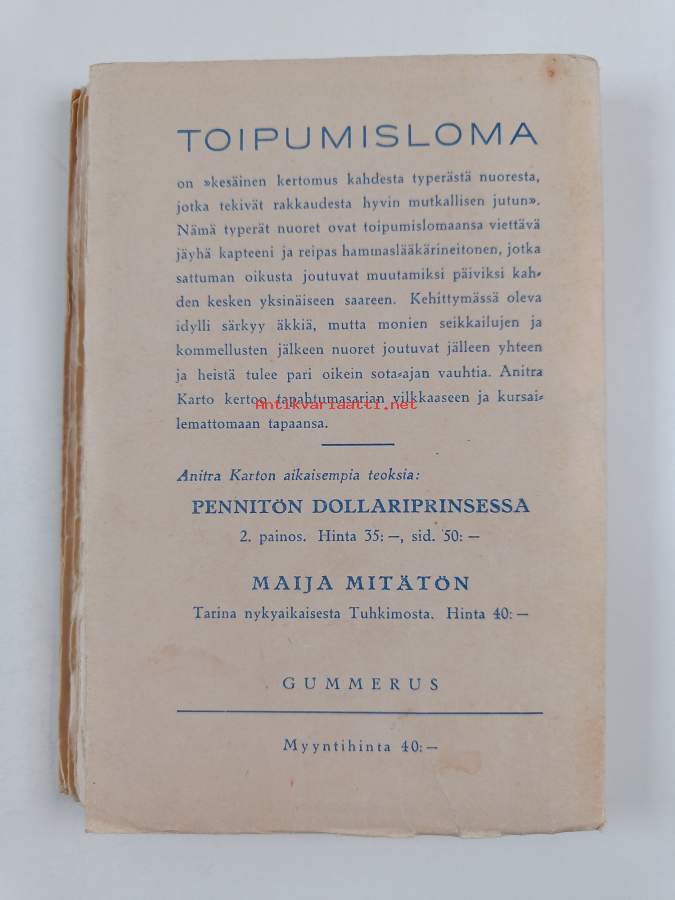 TOIPUMISLOMA
on »kesäinen kertomus kahdesta typerästä nuoresta,
jotka tekivät rakkaudesta hyvin mutkallisen jutun».
Nämä typerät nuoret ovat toipumislomaansa viettävä
jäyhä kapteeni ja reipas hammaslääkärineitonen, jotka
sattuman oikusta joutuvat muutamiksi päiviksi kah-
den kesken yksinäiseen saareen. Kehittymässä oleva
idylli särkyy äkkiä, mutta monien seikkailujen ja
kommellusten jälkeen nuoret joutuvat jälleen yhteen
ja heistä tulee pari oikein sota-ajan vauhtia. Anitra
Karto kertoo tapahtumasarjan vilkkaaseen ja kursai-
Antikvariaatti.net
lemattomaan tapaansa.
Anitra Karton aikaisempia teoksia:
PENNITÖN DOLLARIPRINSESSA
2. painos. Hinta 35: —, sid. 50: —
MAIJA MITÄTÖN
Tarina nykyaikaisesta Tuhkimosta. Hinta 40: —
GUMMERUS
Myyntihinta 40: —